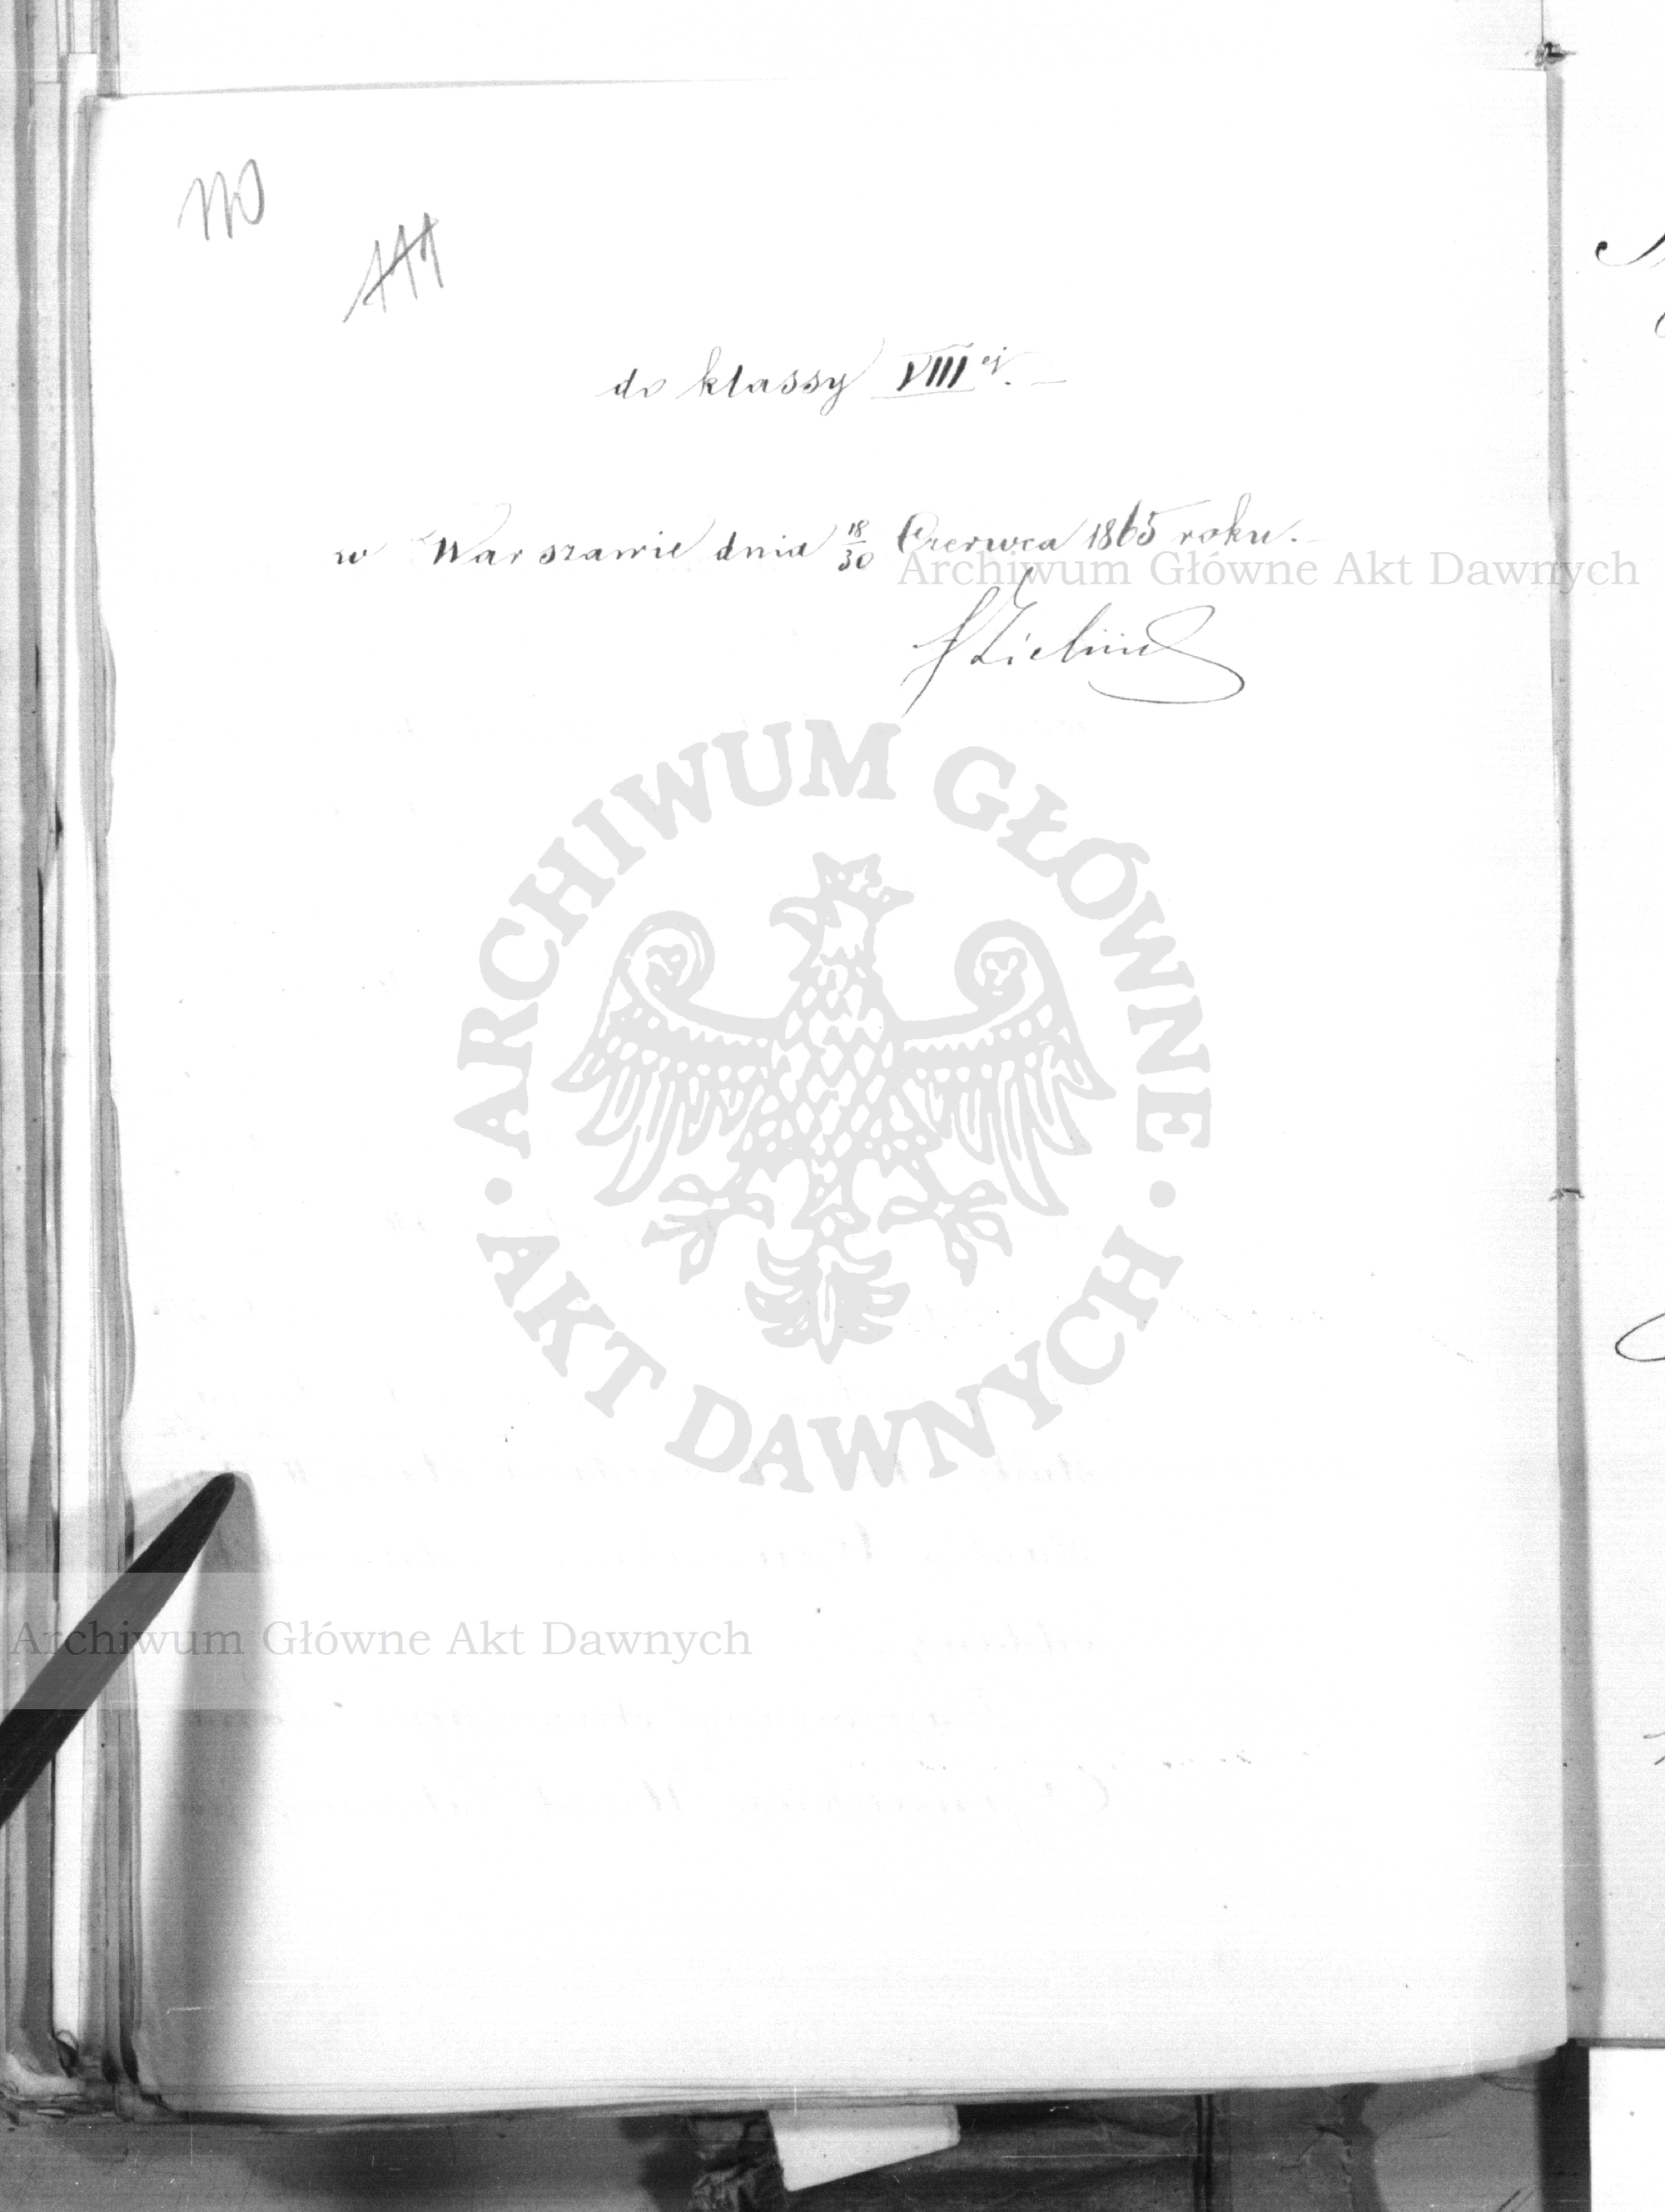 110
111
do klassy VIII ej. —
w Warszawie dnia 18/30 Czerwca 1865 roku.
Archiwum Główne Akt Dawnych
ARCHIWUM GŁÓWNE
AKT DAWNYCH
Archiwum Główne Akt Dawnych